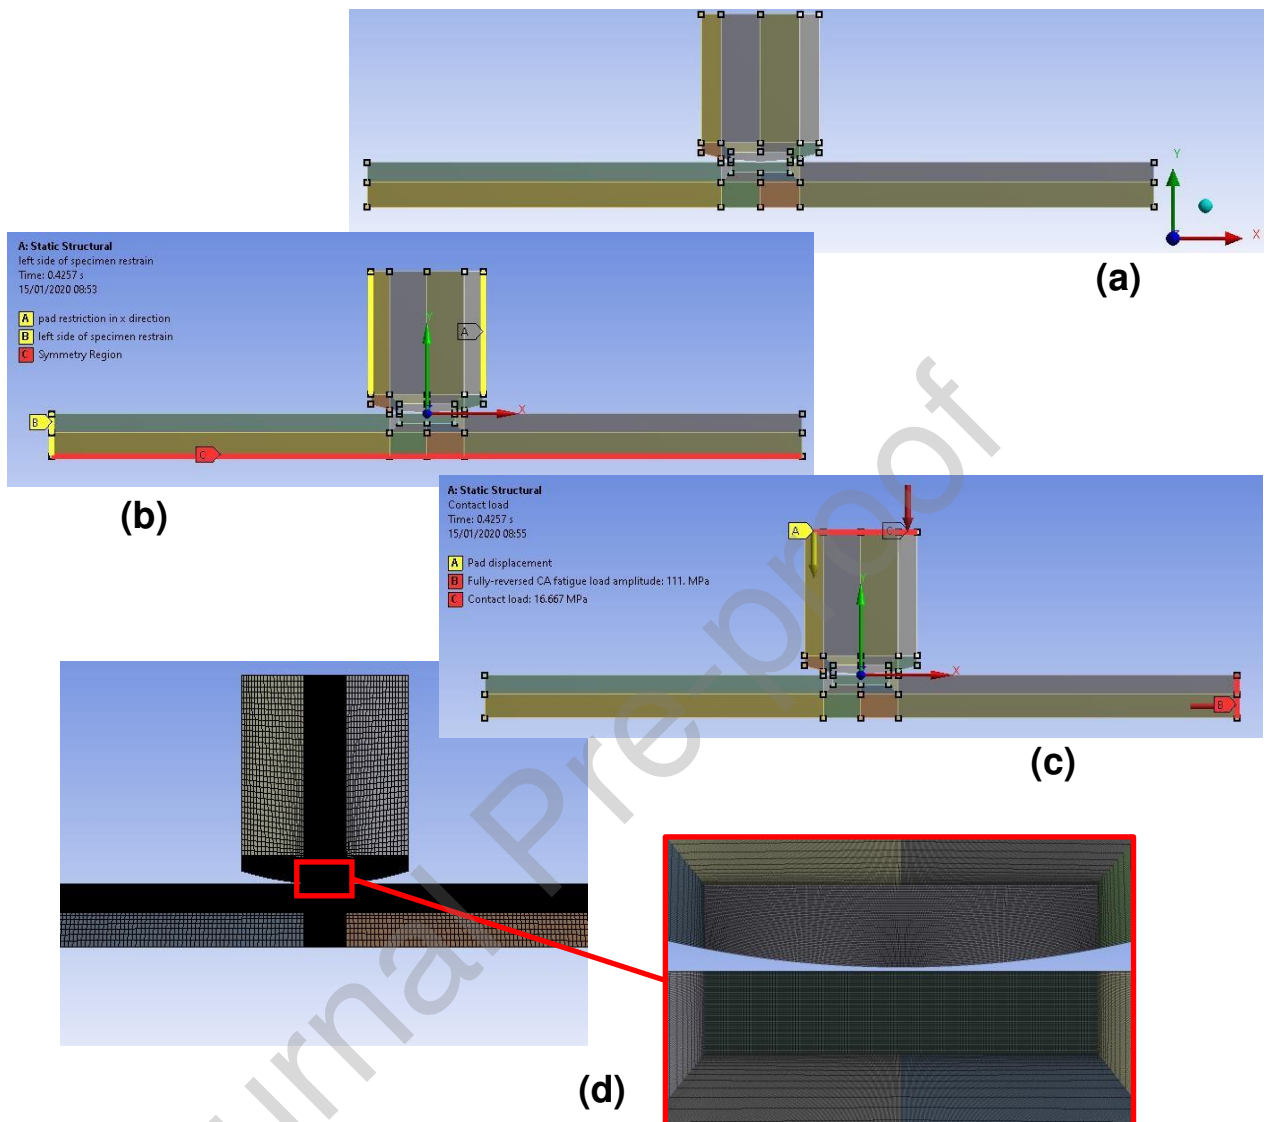 Y
X
(a)
A: Static Structural
left side of specimen restrain
Time: 0.4257 s
15/01/2020 08:53
A pad restriction in x direction
B left side of specimen restrain
C Symmetry Region
A
Y
X
B
C
(b)
A: Static Structural
Contact load
Time: 0.4257 s
15/01/2020 08:55
A Pad displacement
B Fully-reversed CA fatigue load amplitude: 111. MPa
C Contact load: 16.667 MPa
A
C
Y
X
B
(c)
(d)
urnal Pre-proof